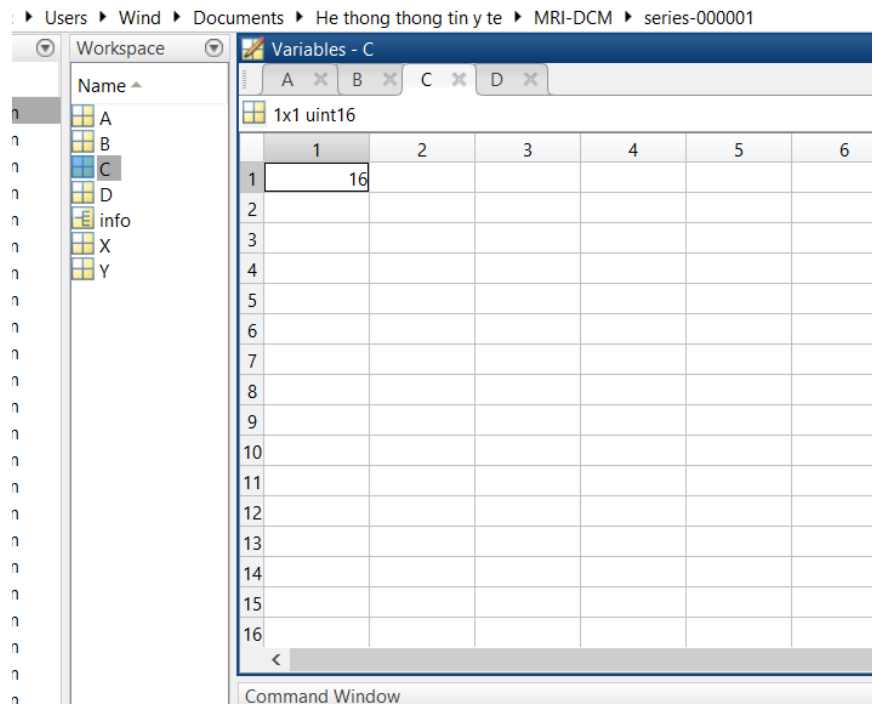 Users Wind Documents He thong thong tin y te MRI-DCM series-000001
Workspace
Variables - C
Name
A B C D
1x1 uint16
1 2 3 4 5 6
1 16
2
3
4
5
6
7
8
9
10
11
12
13
14
15
16
A
B
C
D
info
X
Y
Command Window